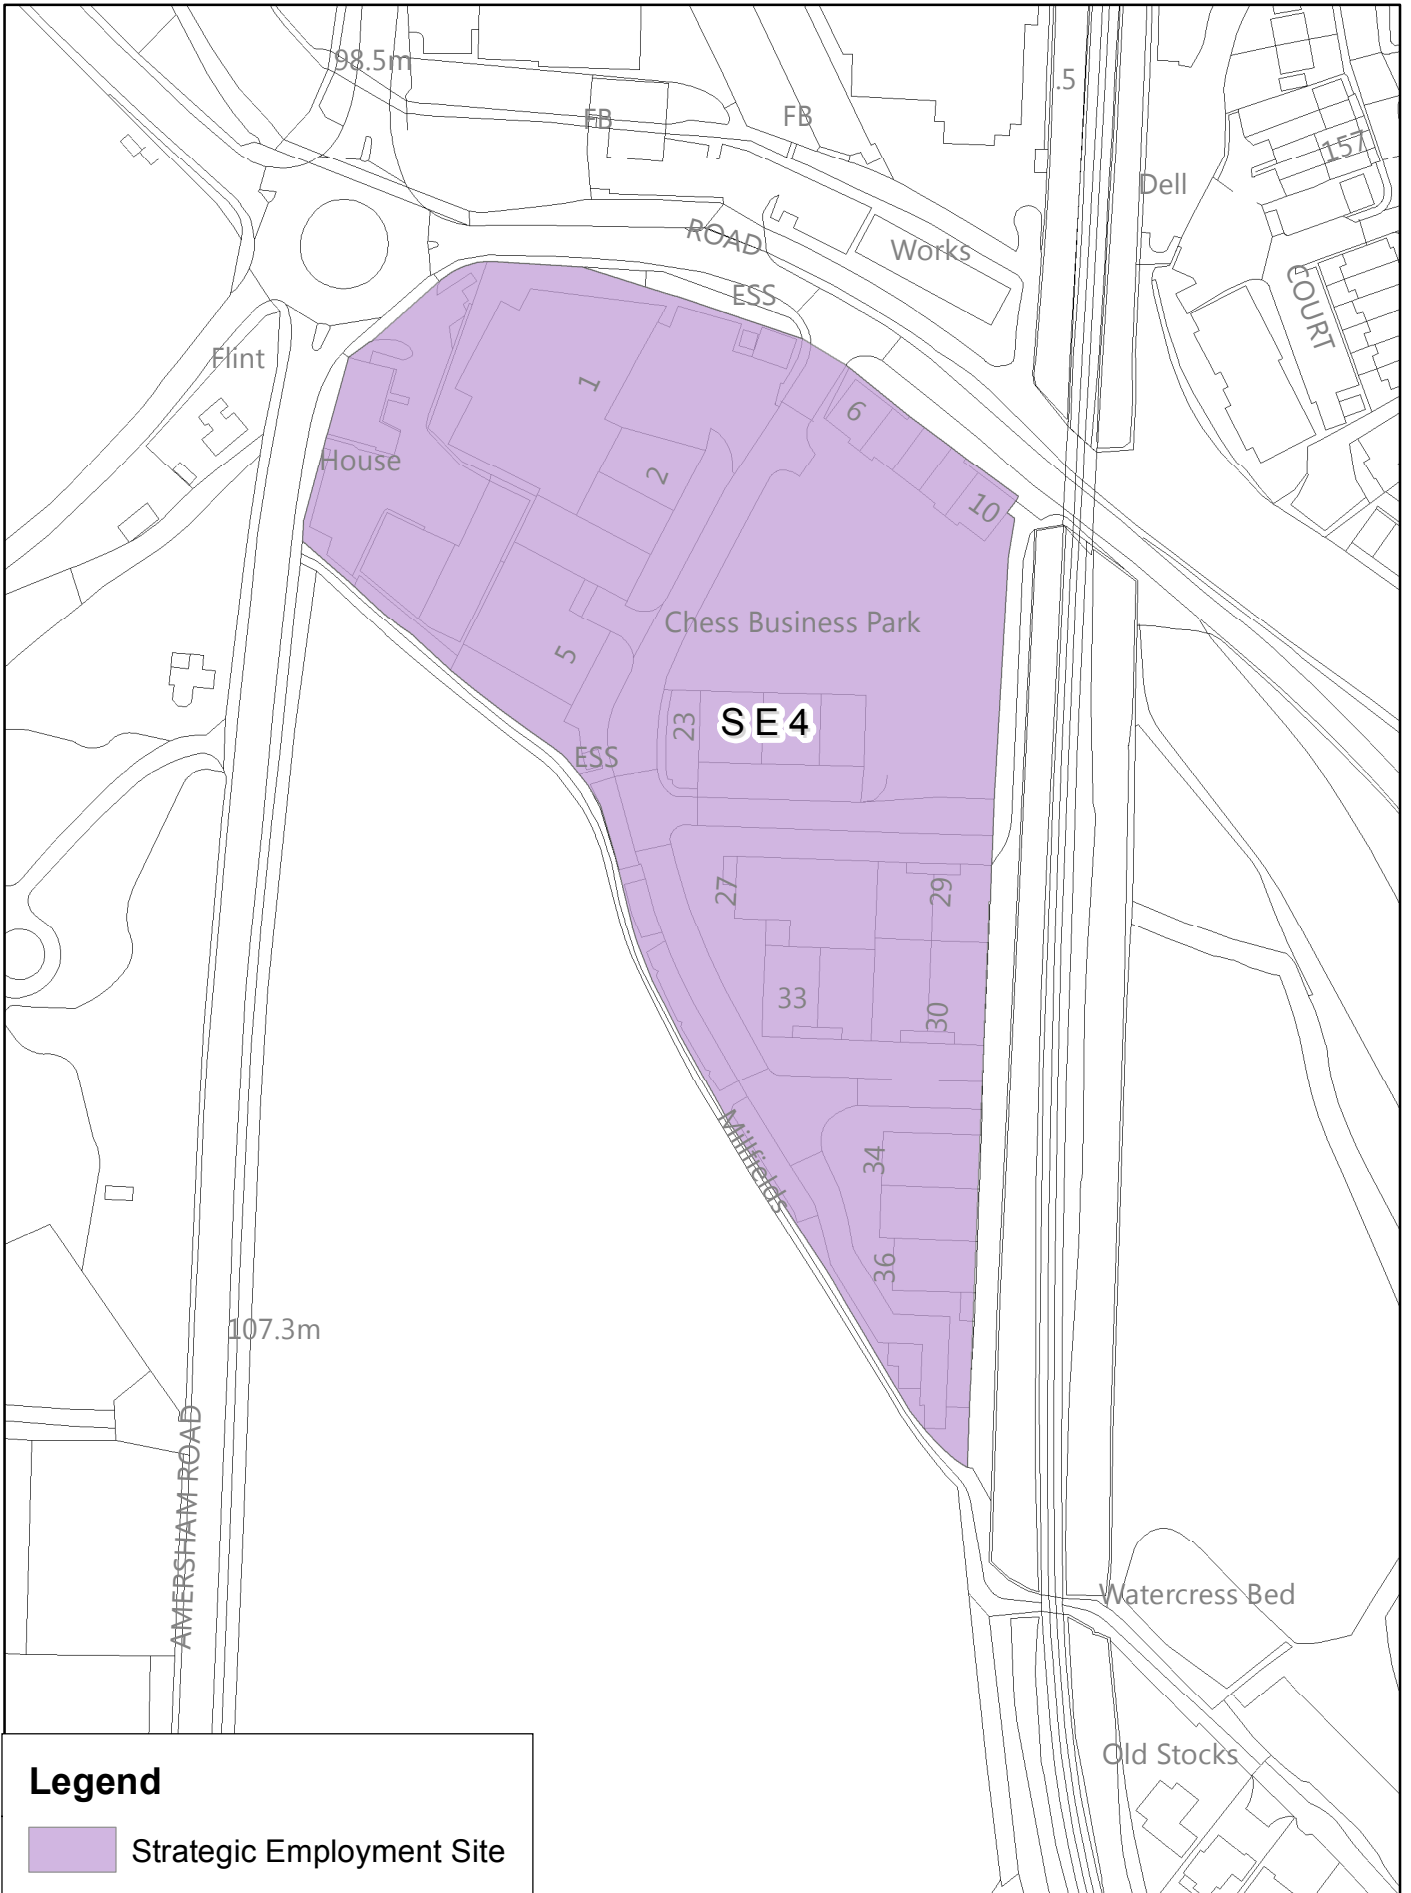 98.5m
.5
FB
FB
157
Dell
ROAD
Works
ESS
COURT
Flint
1
6
House
2
10
Chess Business Park
5
23
SE4
ESS
27
29
33
30
Millfields
34
36
107.3m
AMERSHAM ROAD
Watercress Bed
Old Stocks
Legend
Strategic Employment Site